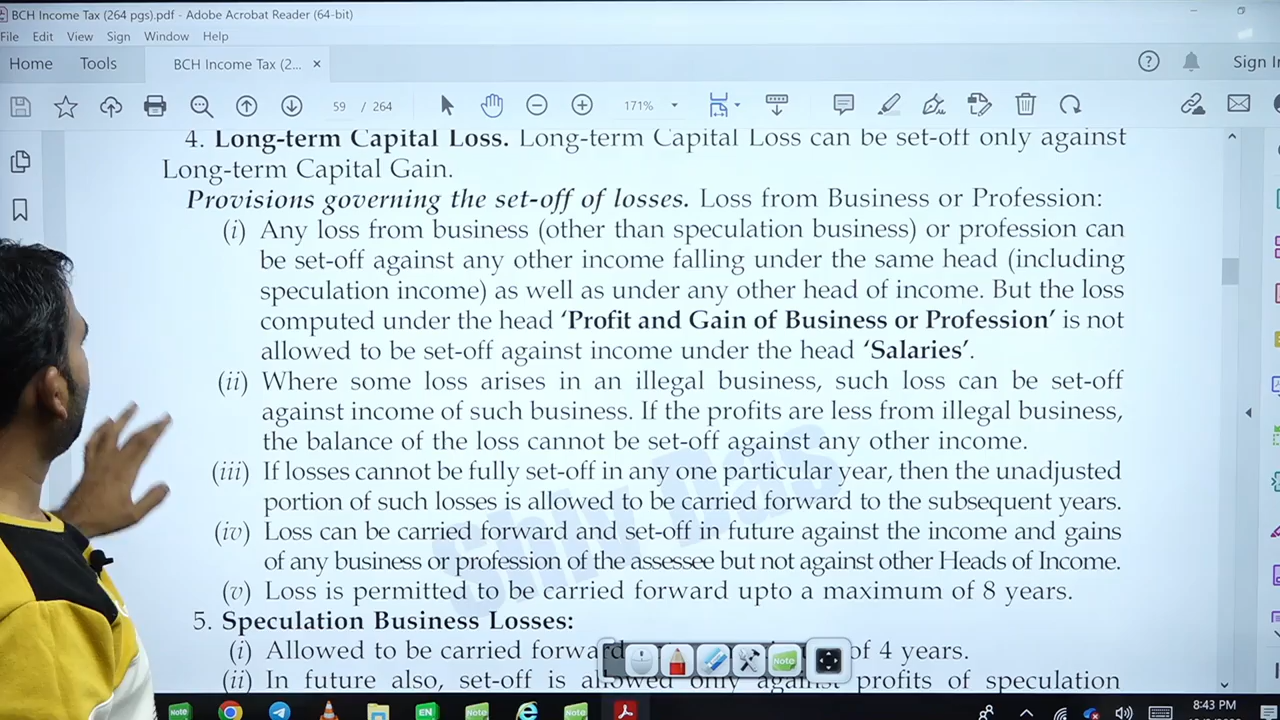 BCH Income Tax (264 pgs).pdf - Adobe Acrobat Reader (64-bit)
File Edit View Sign Window Help
Home Tools BCH Income Tax (2... × Sign In
59 / 264 171%
4. Long-term Capital Loss. Long-term Capital Loss can be set-off only against
Long-term Capital Gain.
Provisions governing the set-off of losses. Loss from Business or Profession:
(i) Any loss from business (other than speculation business) or profession can
be set-off against any other income falling under the same head (including
speculation income) as well as under any other head of income. But the loss
computed under the head ‘Profit and Gain of Business or Profession’ is not
allowed to be set-off against income under the head ‘Salaries’.
(ii) Where some loss arises in an illegal business, such loss can be set-off
against income of such business. If the profits are less from illegal business,
the balance of the loss cannot be set-off against any other income.
(iii) If losses cannot be fully set-off in any one particular year, then the unadjusted
portion of such losses is allowed to be carried forward to the subsequent years.
(iv) Loss can be carried forward and set-off in future against the income and gains
of any business or profession of the assessee but not against other Heads of Income.
(v) Loss is permitted to be carried forward upto a maximum of 8 years.
5. Speculation Business Losses:
(i) Allowed to be carried forward of 4 years.
(ii) In future also, set-off is allowed only against profits of speculation
Note
Note EN Note Note 8:43 PM